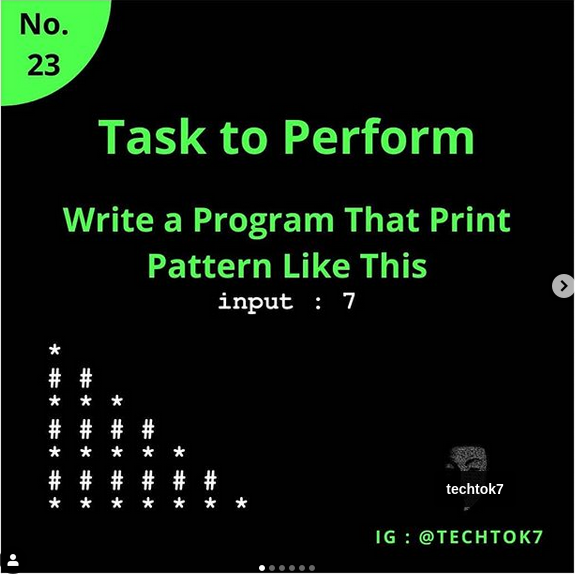 No.
23
Task to Perform
Write a Program That Print
Pattern Like This
input : 7
*
# #
* * *
# # # #
* * * * *
# # # # # #
* * * * * * *
techtok7
IG : @TECHTOK7